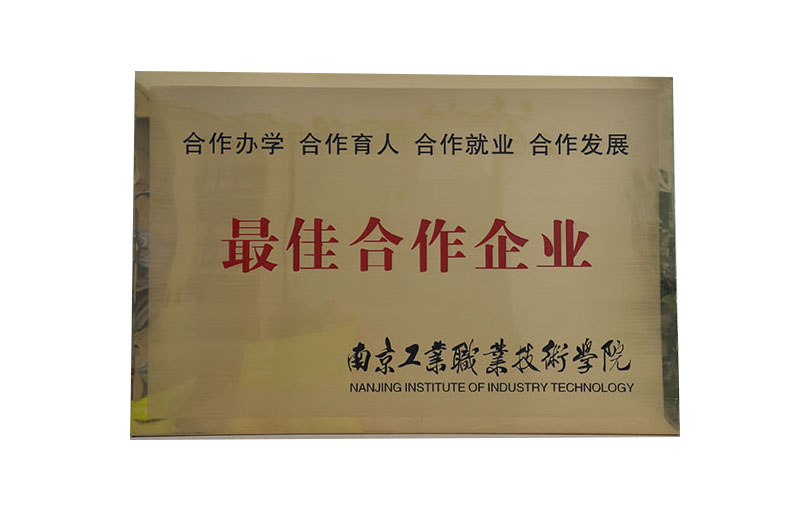 合作办学 合作育人 合作就业 合作发展
最佳合作企业
南京工业職業技術學院
NANJING INSTITUTE OF INDUSTRY TECHNOLOGY